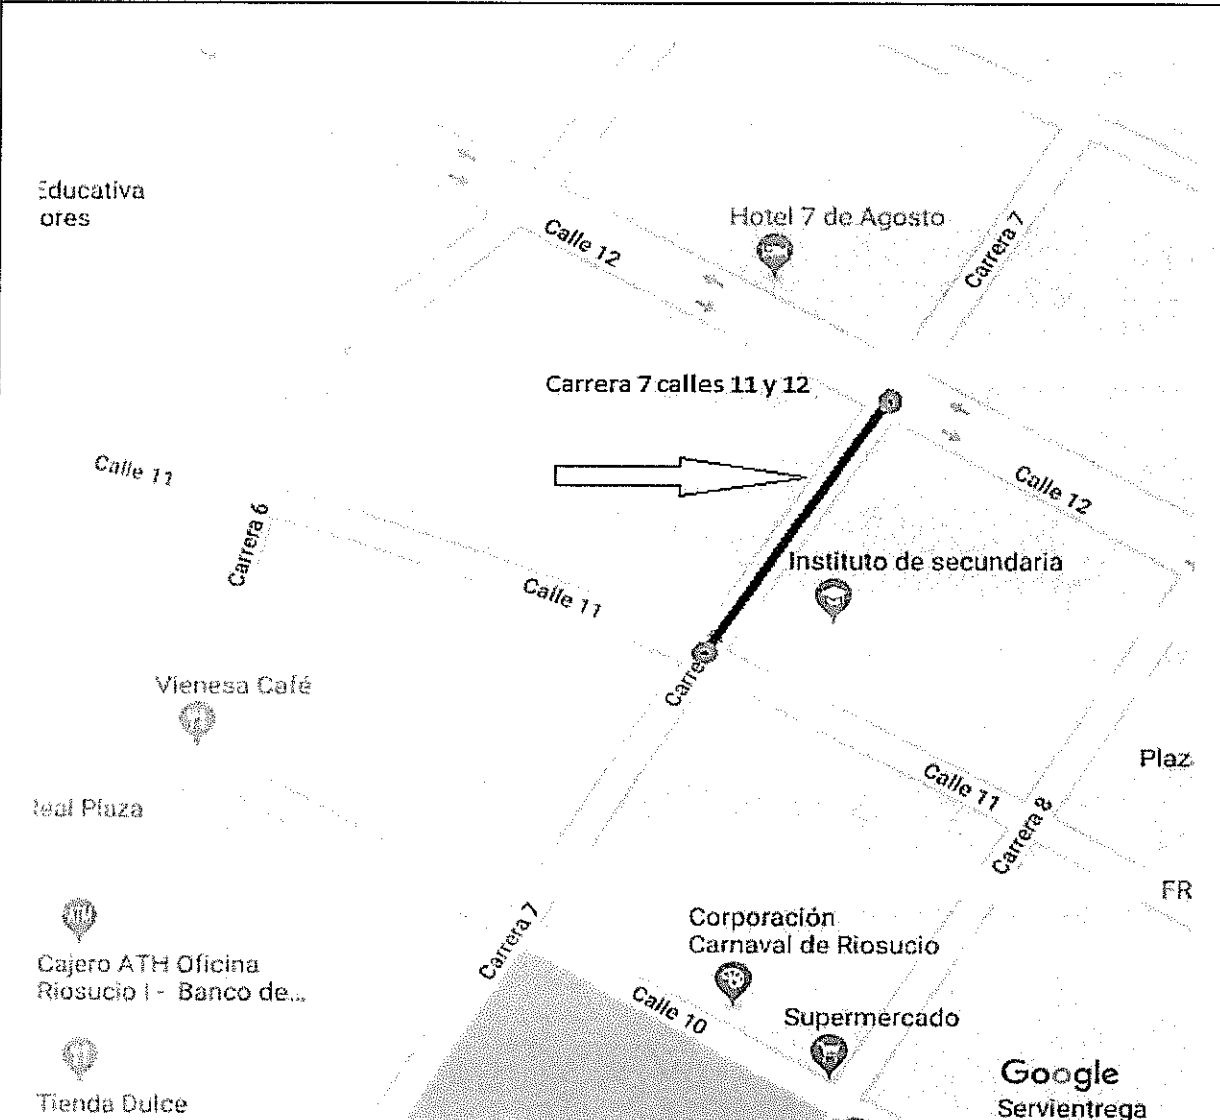 Educativa
ores
Hotel 7 de Agosto
Calle 12
Carrera 7
Carrera 7 calles 11 y 12
Calle 11
Calle 12
Carrera 6
Instituto de secundaria
Calle 11
Carre
Vienesa Café
Plaz
Calle 11
Real Plaza
Carrera 8
FR
Carrera 7
Corporación
Carnaval de Riosucio
Cajero ATH Oficina
Riosucio I - Banco de...
Calle 10
Supermercado
Google
Tienda Dulce
Servientrega